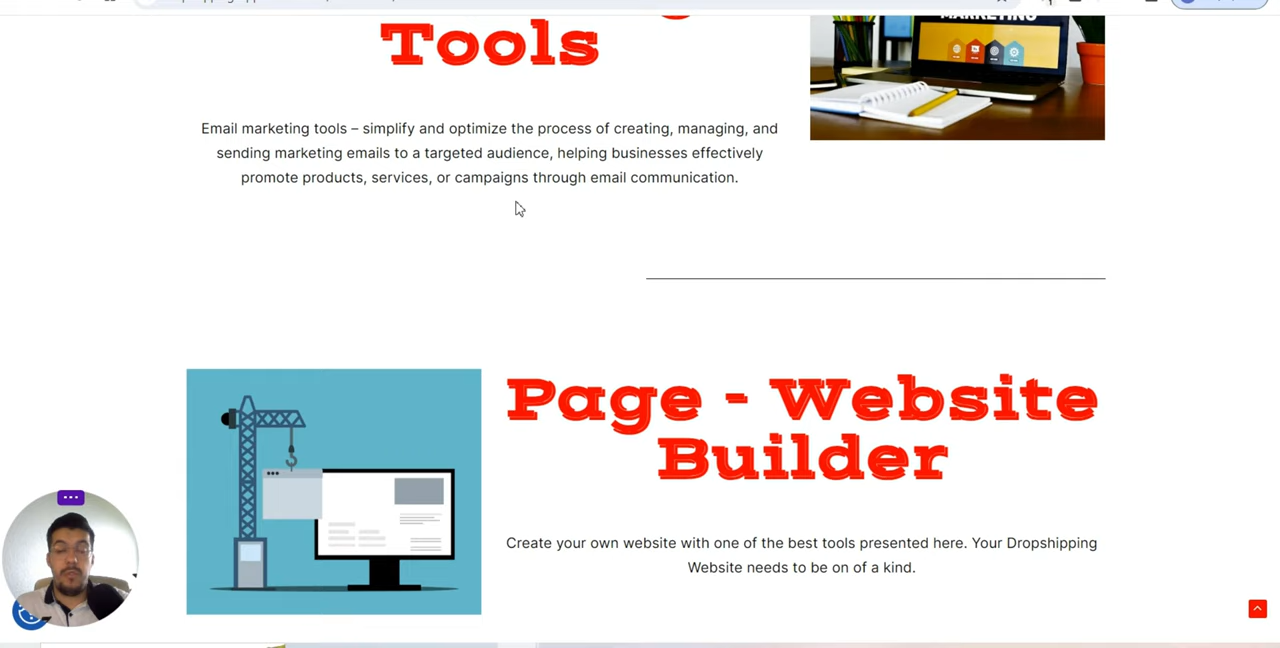 Tools
MARKETING
Email marketing tools – simplify and optimize the process of creating, managing, and
sending marketing emails to a targeted audience, helping businesses effectively
promote products, services, or campaigns through email communication.
Page - Website
Builder
Create your own website with one of the best tools presented here. Your Dropshipping
Website needs to be on of a kind.